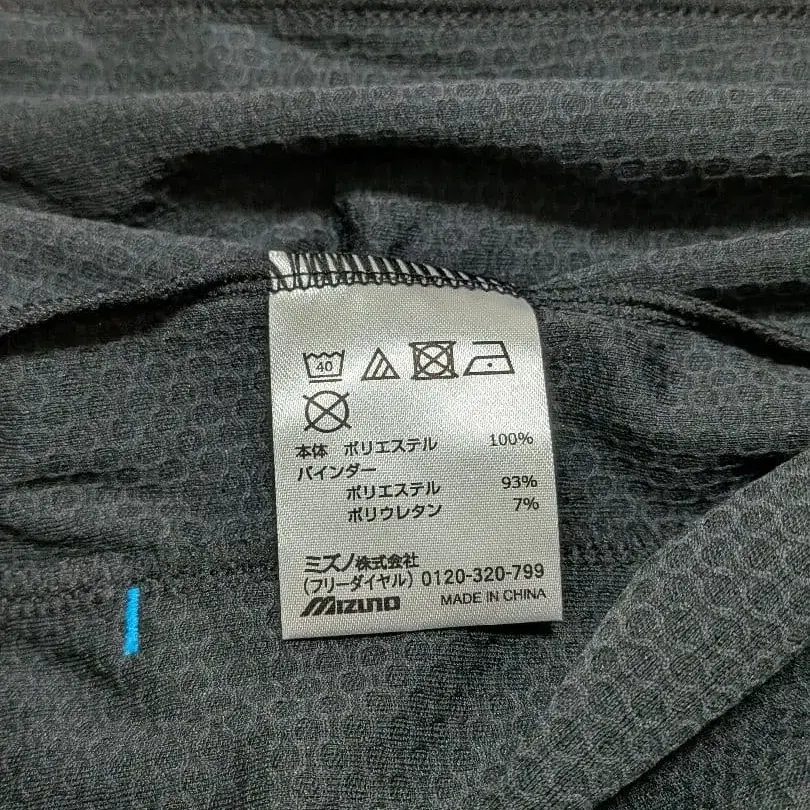 40
本体 ポリエステル 100%
バインダー
ポリエステル 93%
ポリウレタン 7%
ミズノ株式会社
(フリーダイヤル) 0120-320-799
MIZUNO MADE IN CHINA